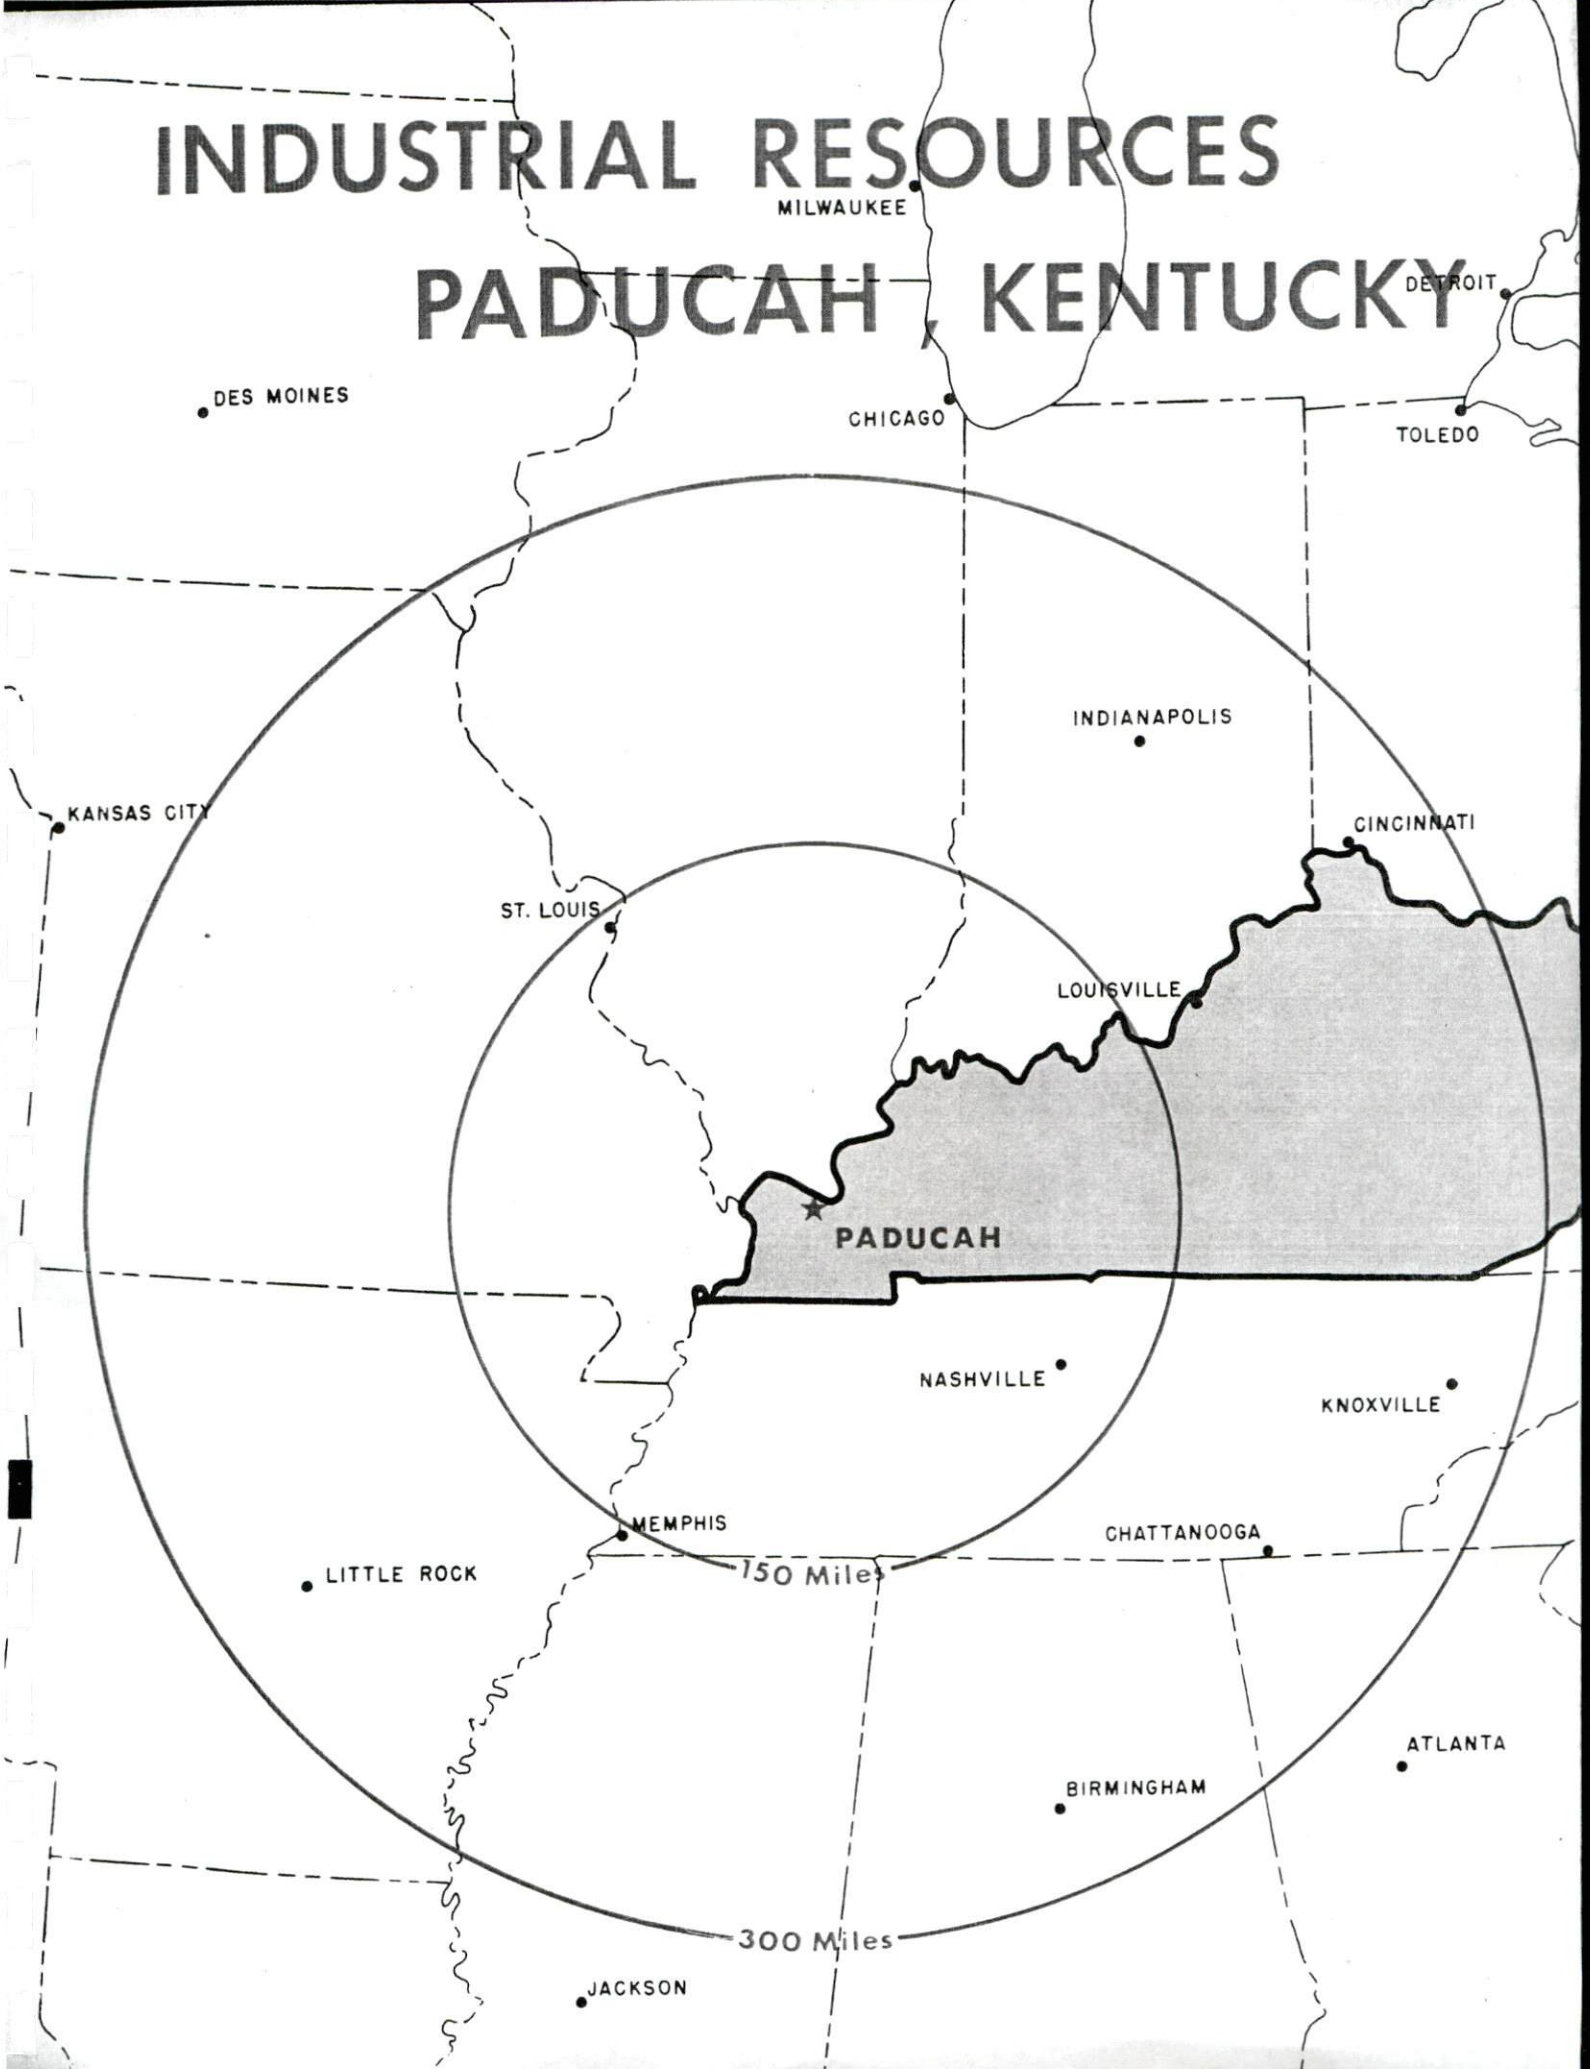 INDUSTRIAL RESOURCES
MILWAUKEE
PADUCAH, KENTUCKY
DETROIT
DES MOINES
CHICAGO
TOLEDO
INDIANAPOLIS
KANSAS CITY
CINCINNATI
ST. LOUIS
LOUISVILLE
PADUCAH
NASHVILLE
KNOXVILLE
MEMPHIS
CHATTANOOGA
150 Miles
LITTLE ROCK
ATLANTA
BIRMINGHAM
300 Miles
JACKSON